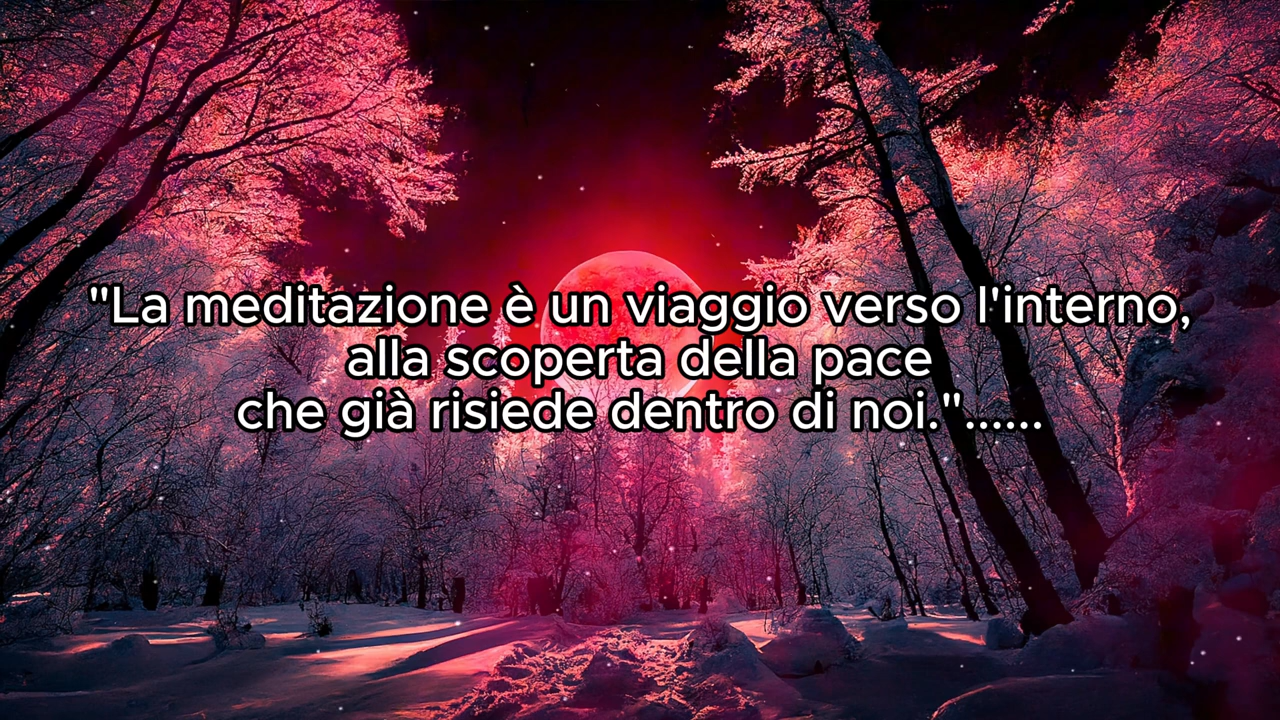 "La meditazione è un viaggio verso l'interno,
alla scoperta della pace
che già risiede dentro di noi."......